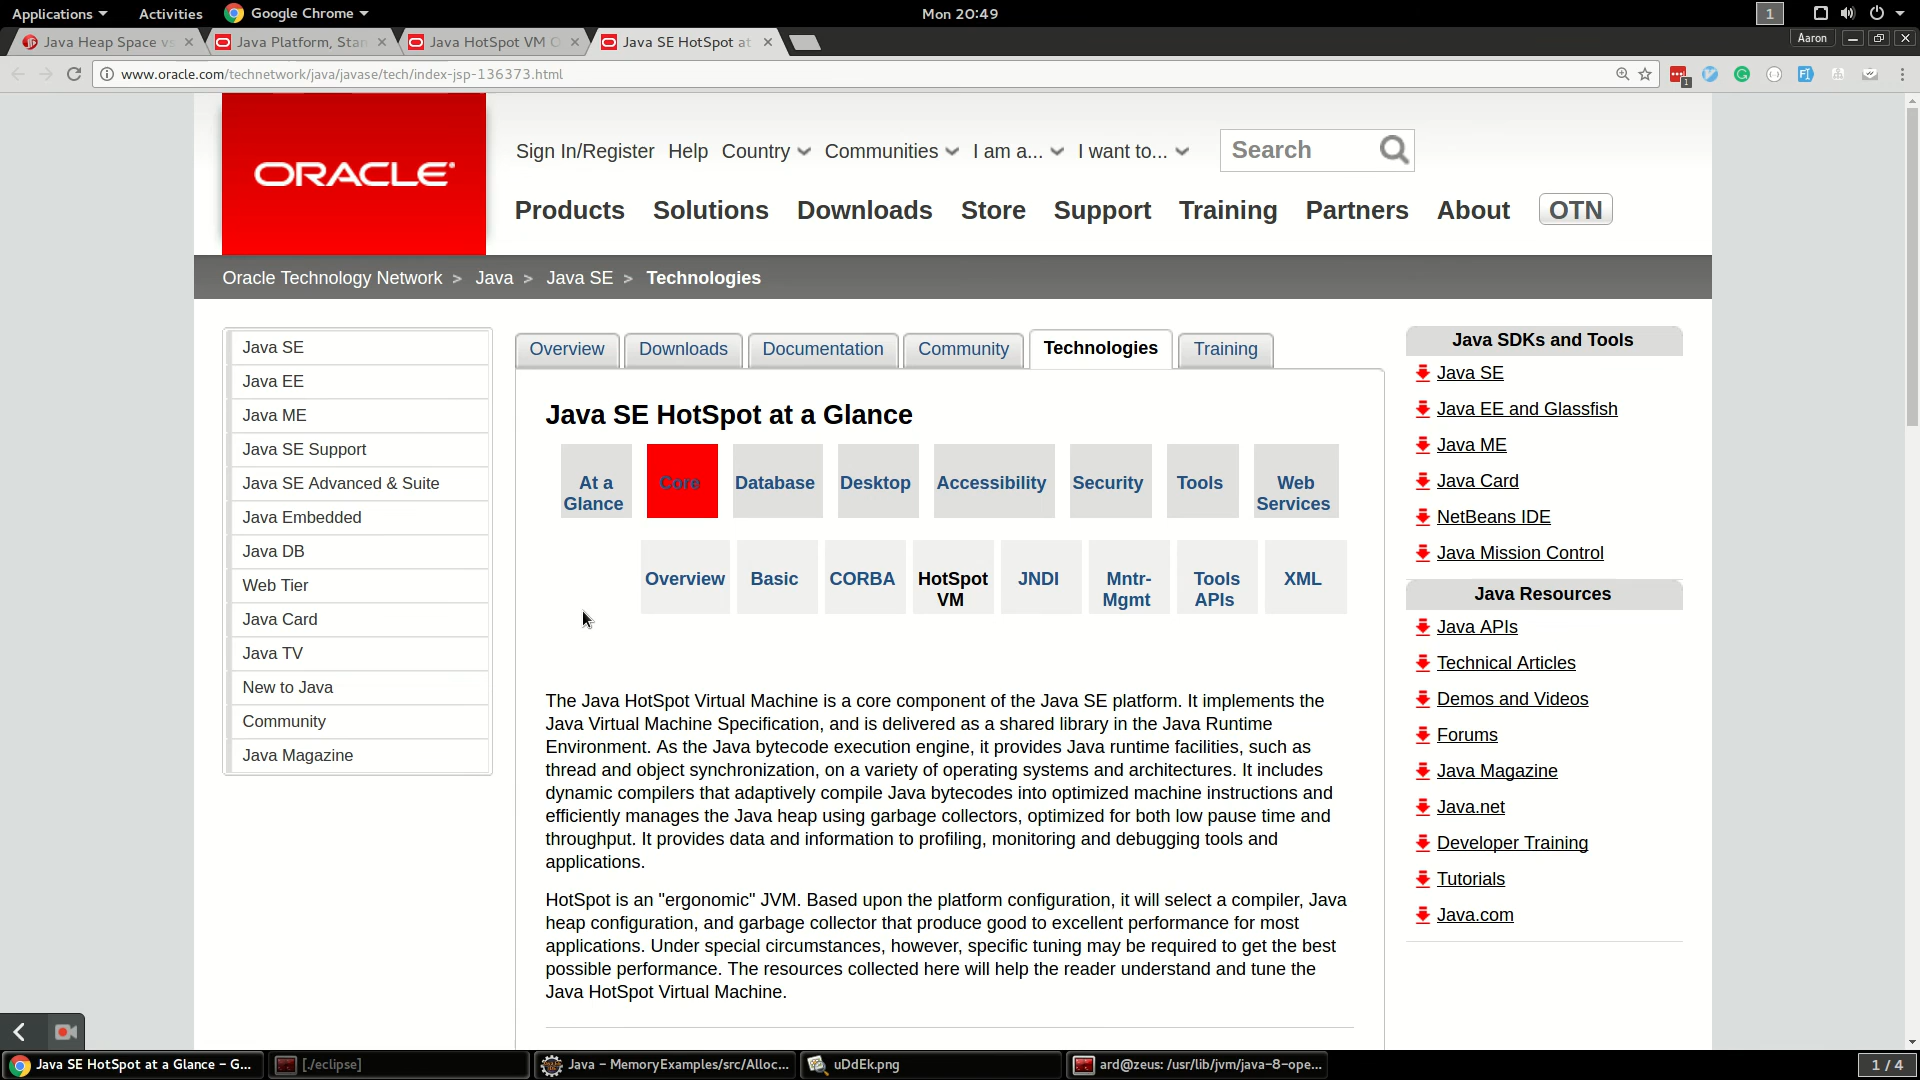 Applications
Activities
Google Chrome
Mon 20:49
1
Java Heap Space vs
Java Platform, Stan
Java HotSpot VM O
Java SE HotSpot at
Aaron
www.oracle.com/technetwork/java/javase/tech/index-jsp-136373.html
1
ORACLE
Sign In/Register Help Country Communities I am a... I want to... Search
Products Solutions Downloads Store Support Training Partners About OTN
Oracle Technology Network > Java > Java SE > Technologies
Java SE
Java EE
Java ME
Java SE Support
Java SE Advanced & Suite
Java Embedded
Java DB
Web Tier
Java Card
Java TV
New to Java
Community
Java Magazine
Overview Downloads Documentation Community Technologies Training
Java SE HotSpot at a Glance
At a Glance
Core
Database
Desktop
Accessibility
Security
Tools
Web Services
Overview
Basic
CORBA
HotSpot VM
JNDI
Mntr-Mgmt
Tools APIs
XML
The Java HotSpot Virtual Machine is a core component of the Java SE platform. It implements the
Java Virtual Machine Specification, and is delivered as a shared library in the Java Runtime
Environment. As the Java bytecode execution engine, it provides Java runtime facilities, such as
thread and object synchronization, on a variety of operating systems and architectures. It includes
dynamic compilers that adaptively compile Java bytecodes into optimized machine instructions and
efficiently manages the Java heap using garbage collectors, optimized for both low pause time and
throughput. It provides data and information to profiling, monitoring and debugging tools and
applications.
HotSpot is an "ergonomic" JVM. Based upon the platform configuration, it will select a compiler, Java
heap configuration, and garbage collector that produce good to excellent performance for most
applications. Under special circumstances, however, specific tuning may be required to get the best
possible performance. The resources collected here will help the reader understand and tune the
Java HotSpot Virtual Machine.
Java SDKs and Tools
Java SE
Java EE and Glassfish
Java ME
Java Card
NetBeans IDE
Java Mission Control
Java Resources
Java APIs
Technical Articles
Demos and Videos
Forums
Java Magazine
Java.net
Developer Training
Tutorials
Java.com
Java SE HotSpot at a Glance - G...
[./eclipse]
Java - MemoryExamples/src/Alloc...
uDdEk.png
ard@zeus: /usr/lib/jvm/java-8-ope...
1 / 4